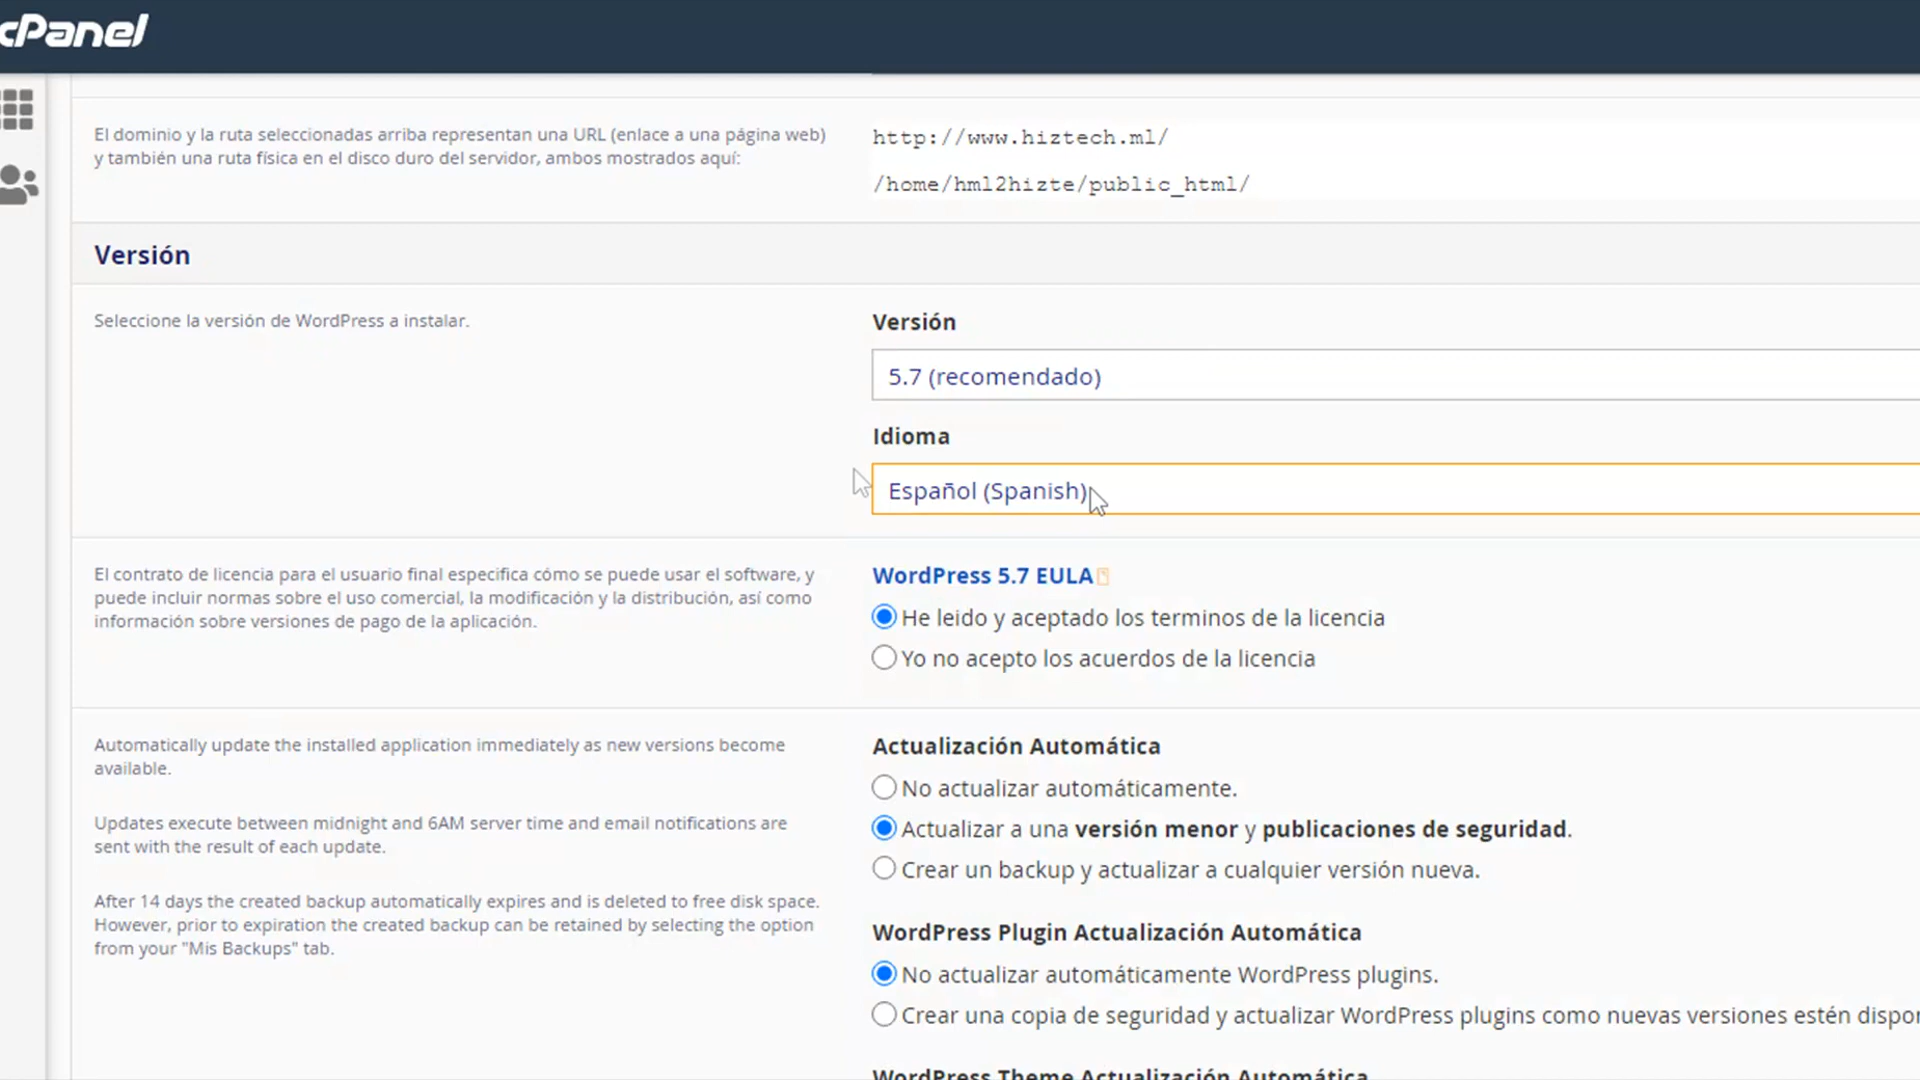 cPanel
El dominio y la ruta seleccionadas arriba representan una URL (enlace a una página web)
y también una ruta física en el disco duro del servidor, ambos mostrados aquí:
http://www.hiztech.ml/
/home/hml2hizte/public_html/
Versión
Seleccione la versión de WordPress a instalar.
Versión
5.7 (recomendado)
Idioma
Español (Spanish)
El contrato de licencia para el usuario final especifica cómo se puede usar el software, y
puede incluir normas sobre el uso comercial, la modificación y la distribución, así como
información sobre versiones de pago de la aplicación.
WordPress 5.7 EULA
He leido y aceptado los terminos de la licencia
Yo no acepto los acuerdos de la licencia
Automatically update the installed application immediately as new versions become
available.
Updates execute between midnight and 6AM server time and email notifications are
sent with the result of each update.
After 14 days the created backup automatically expires and is deleted to free disk space.
However, prior to expiration the created backup can be retained by selecting the option
from your "Mis Backups" tab.
Actualización Automática
No actualizar automáticamente.
Actualizar a una versión menor y publicaciones de seguridad.
Crear un backup y actualizar a cualquier versión nueva.
WordPress Plugin Actualización Automática
No actualizar automáticamente WordPress plugins.
Crear una copia de seguridad y actualizar WordPress plugins como nuevas versiones estén dispon
WordPress Theme Actualización Automática